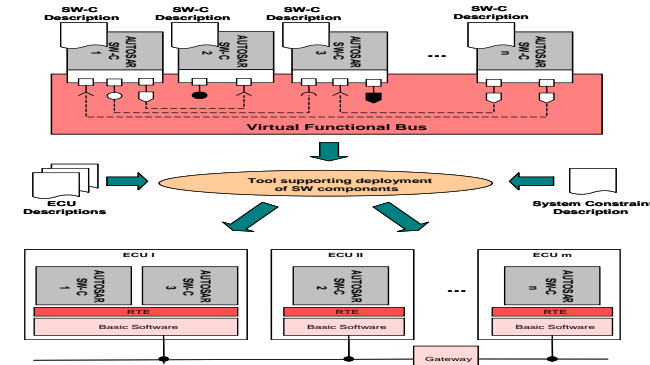 SW-C
Description
SW-C
Description
SW-C
Description
SW-C
Description
AUTOSAR
SW-C
1
AUTOSAR
SW-C
2
AUTOSAR
SW-C
3
...
AUTOSAR
SW-C
n
Virtual Functional Bus
ECU
Descriptions
Tool supporting deployment
of SW components
System Constraint
Description
ECU I
AUTOSAR
SW-C
1
AUTOSAR
SW-C
3
RTE
Basic Software
ECU II
AUTOSAR
SW-C
2
RTE
Basic Software
...
ECU m
AUTOSAR
SW-C
n
RTE
Basic Software
Gateway